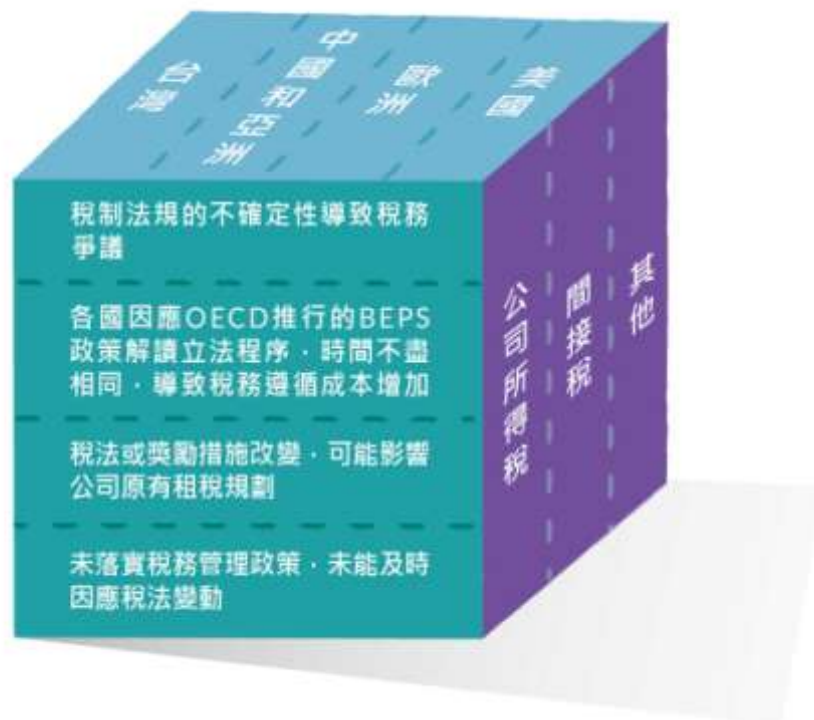 台灣
中國和亞洲
歐洲
美國
稅制法規的不確定性導致稅務
爭議
各國因應OECD推行的BEPS
政策解讀立法程序，時間不盡
相同，導致稅務遵循成本增加
稅法或獎勵措施改變，可能影響
公司原有租稅規劃
未落實稅務管理政策，未能及時
因應稅法變動
公司所得稅
間接稅
其他